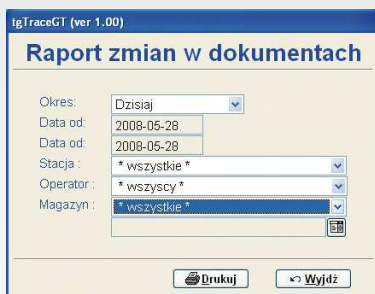 tgTraceGT (ver 1.00)
Raport zmian w dokumentach
Okres: Dzisiaj
Data od: 2008-05-28
Data od: 2008-05-28
Stacja : * wszystkie *
Operator : * wszyscy *
Magazyn : * wszystkie *
Drukuj Wyjdź